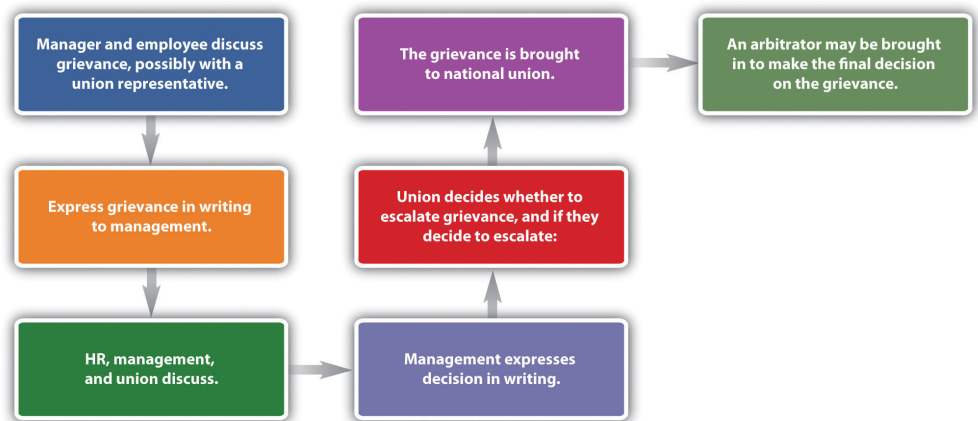 Manager and employee discuss
grievance, possibly with a
union representative.
Express grievance in writing
to management.
HR, management,
and union discuss.
Management expresses
decision in writing.
Union decides whether to
escalate grievance, and if they
decide to escalate:
The grievance is brought
to national union.
An arbitrator may be brought
in to make the final decision
on the grievance.